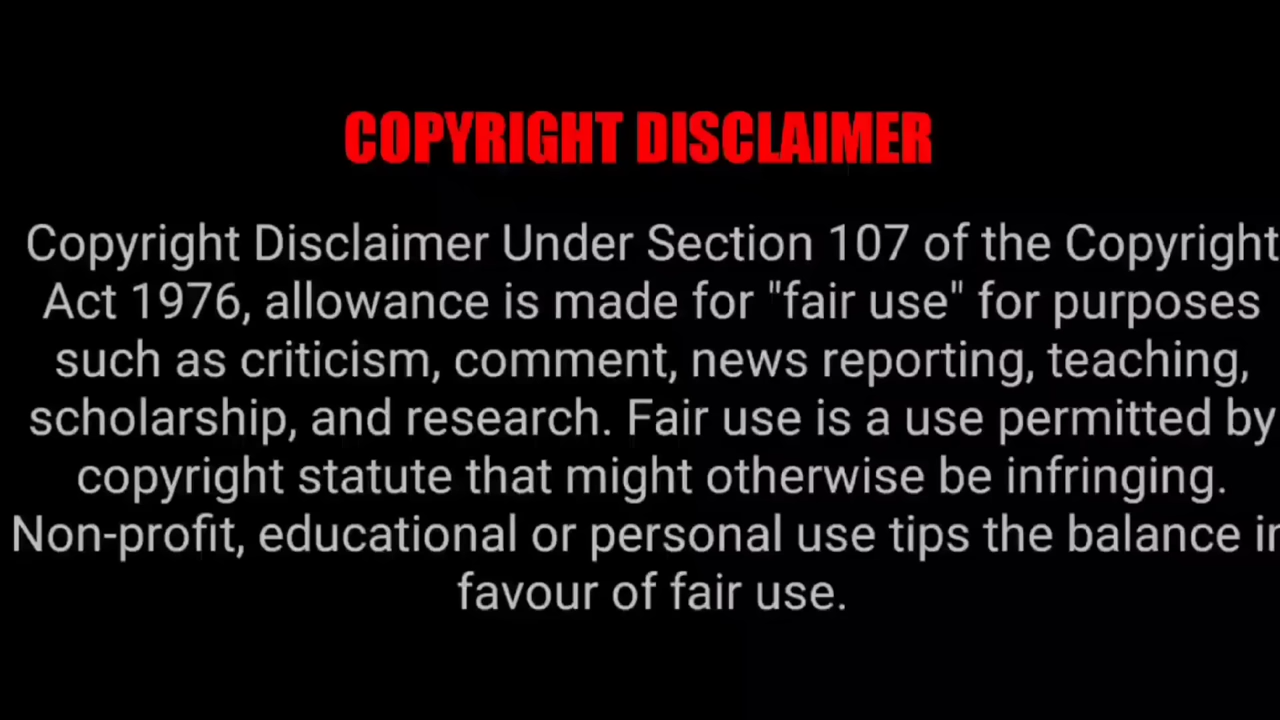 COPYRIGHT DISCLAIMER
Copyright Disclaimer Under Section 107 of the Copyright
Act 1976, allowance is made for "fair use" for purposes
such as criticism, comment, news reporting, teaching,
scholarship, and research. Fair use is a use permitted by
copyright statute that might otherwise be infringing.
Non-profit, educational or personal use tips the balance in
favour of fair use.